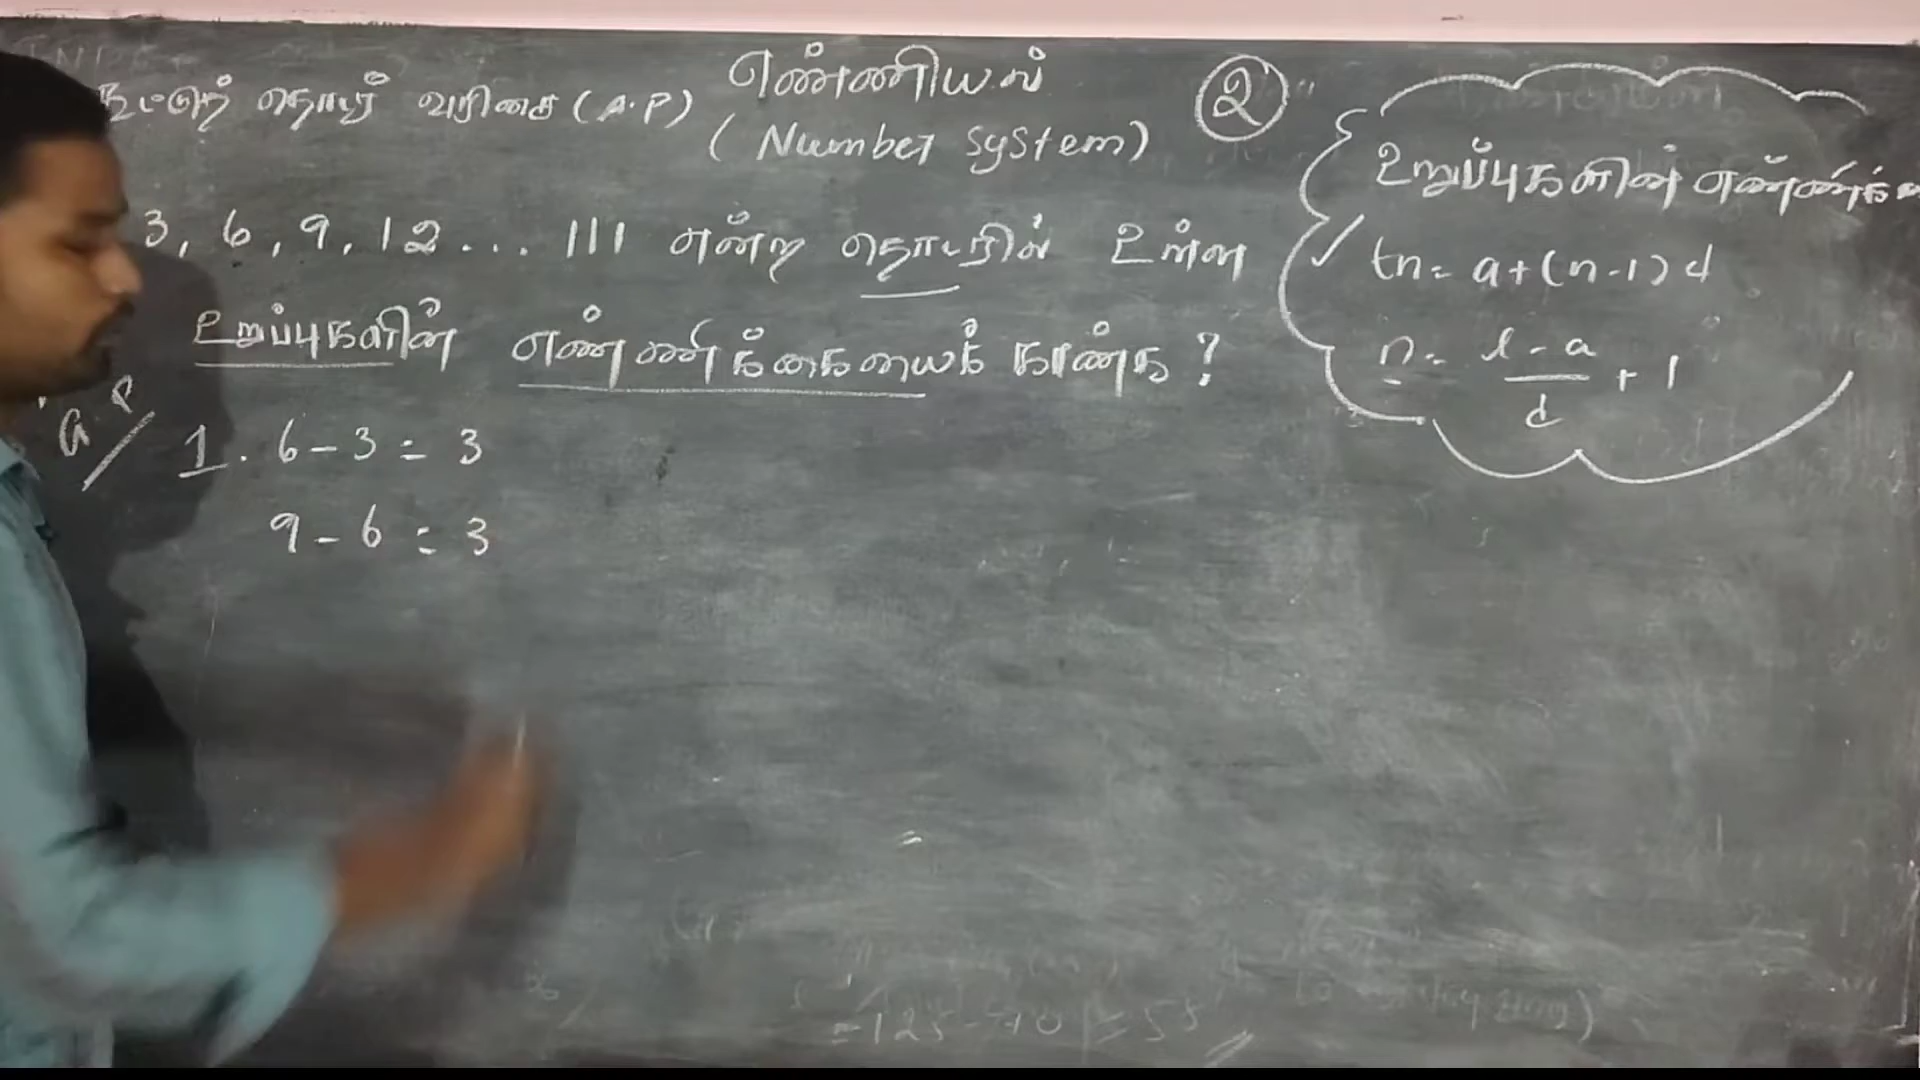 எண்ணியல்
(Number system)
2
கூட்டுத் தொடர் வரிசை (A.P)
3, 6, 9, 12 ... 111 என்ற தொடரில் உள்ள
உறுப்புகளின் எண்ணிக்கையைக் காண்க ?
A.P
1. 6 - 3 = 3
9 - 6 = 3
உறுப்புகளின்
tn = a + (n - 1) d
n = l - a / d + 1